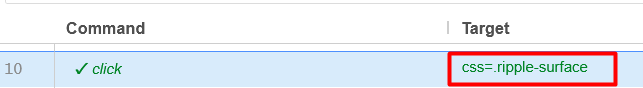 Command Target
10 ✓ click css=.ripple-surface